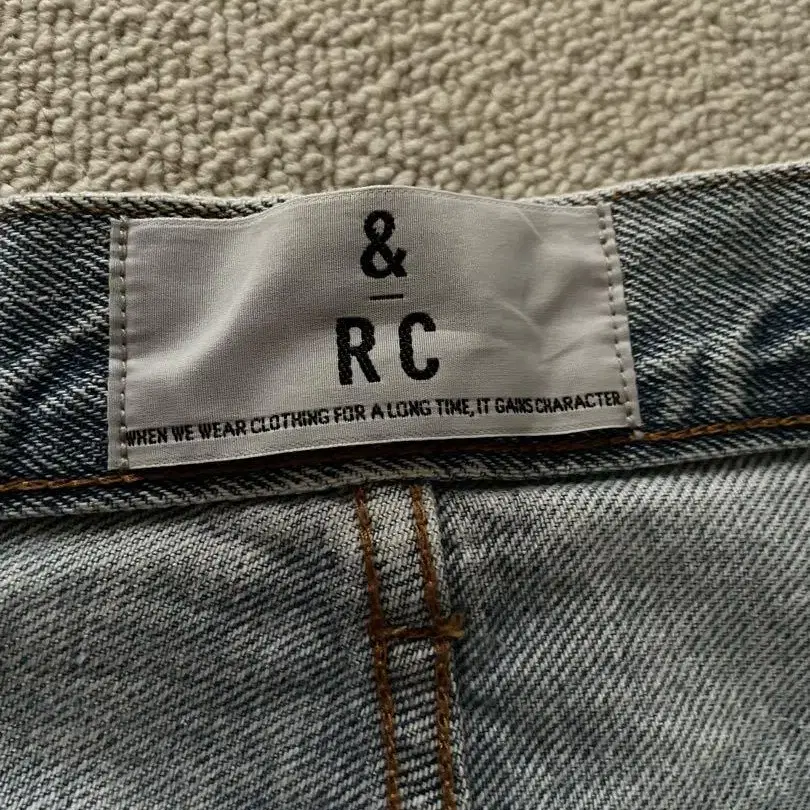 &
RC
WHEN WE WEAR CLOTHING FOR A LONG TIME, IT GAINS CHARACTER